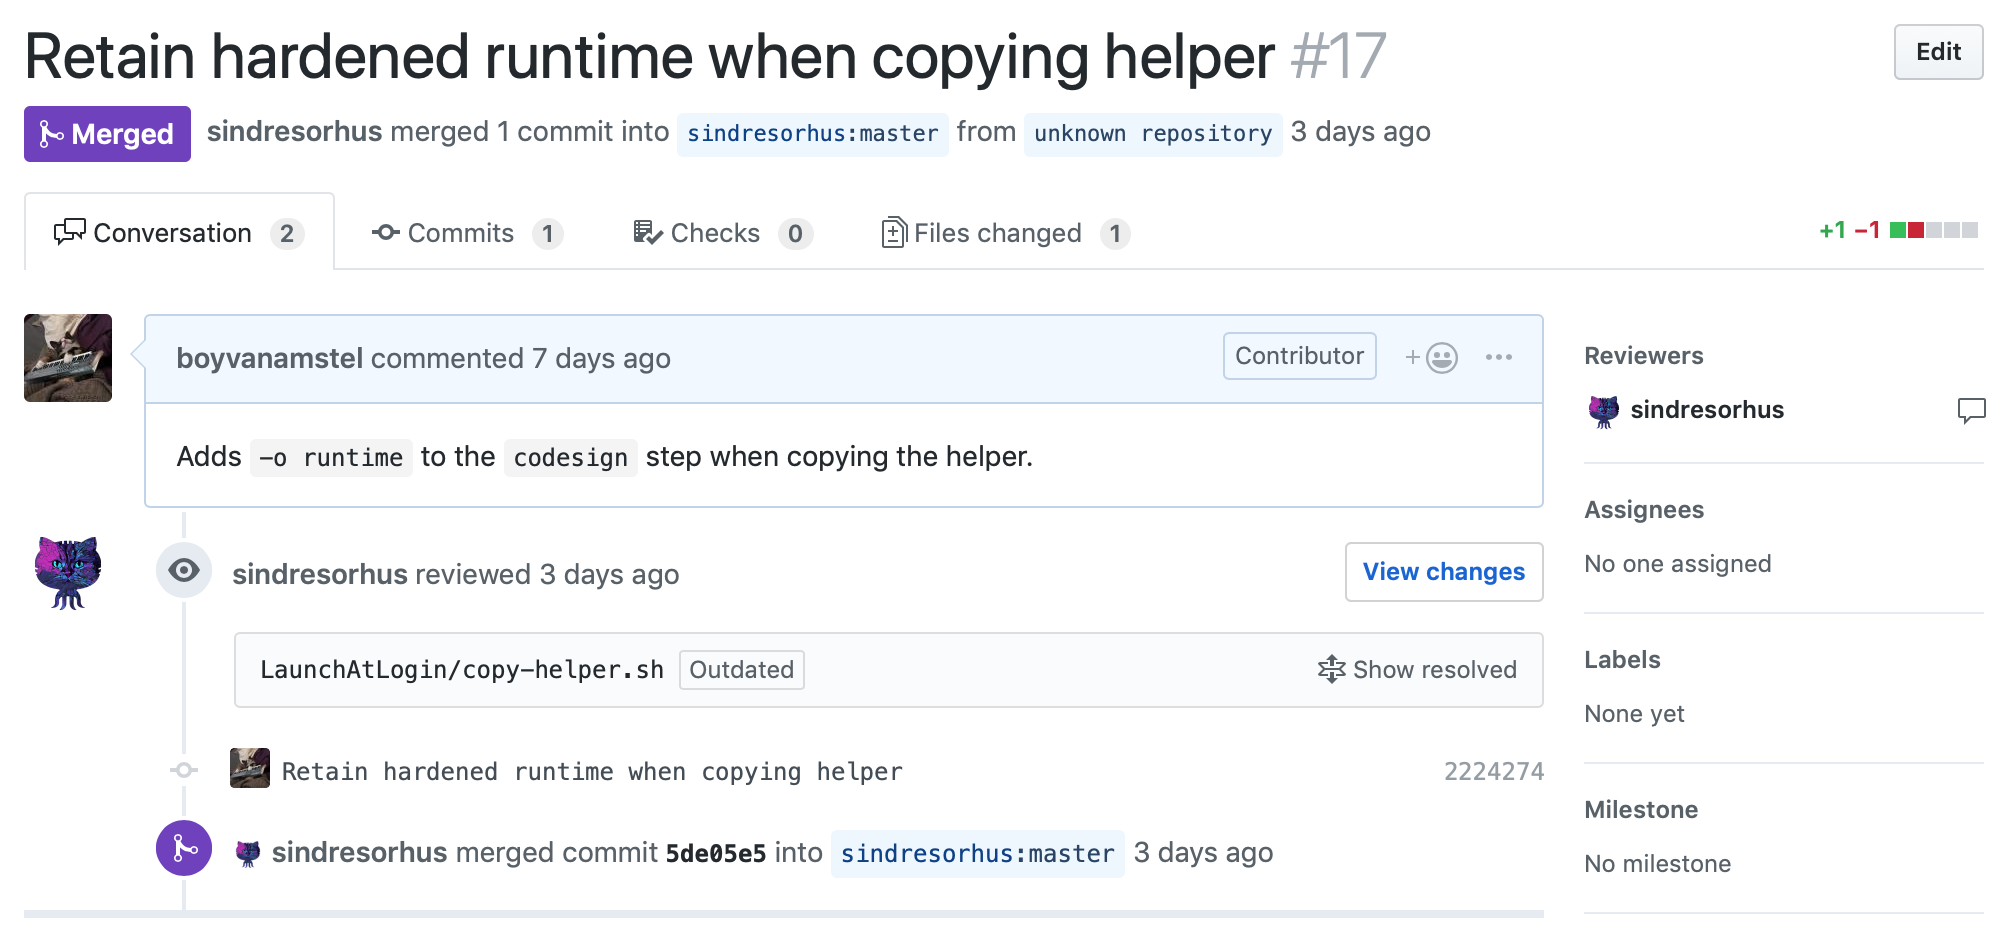 Retain hardened runtime when copying helper #17
Edit
Merged sindresorhus merged 1 commit into sindresorhus:master from unknown repository 3 days ago
Conversation 2 Commits 1 Checks 0 Files changed 1 +1 −1
boyvanamstel commented 7 days ago Contributor
Adds -o runtime to the codesign step when copying the helper.
sindresorhus reviewed 3 days ago View changes
LaunchAtLogin/copy-helper.sh Outdated Show resolved
Retain hardened runtime when copying helper 2224274
sindresorhus merged commit 5de05e5 into sindresorhus:master 3 days ago
Reviewers
sindresorhus
Assignees
No one assigned
Labels
None yet
Milestone
No milestone